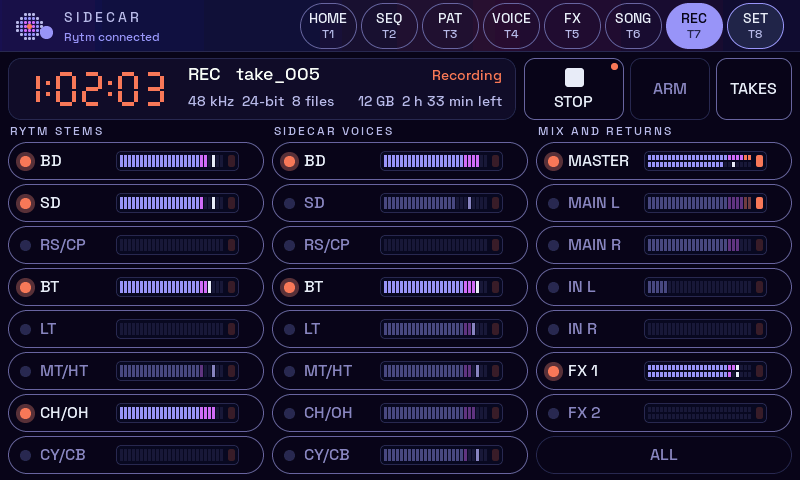 SIDECAR
Rytm connected
HOME T1
SEQ T2
PAT T3
VOICE T4
FX T5
SONG T6
REC T7
SET T8
1:02:03
REC take_005 Recording
48 kHz 24-bit 8 files 12 GB 2 h 33 min left
STOP
ARM
TAKES
RYTM STEMS
BD
SD
RS/CP
BT
LT
MT/HT
CH/OH
CY/CB
SIDECAR VOICES
BD
SD
RS/CP
BT
LT
MT/HT
CH/OH
CY/CB
MIX AND RETURNS
MASTER
MAIN L
MAIN R
IN L
IN R
FX 1
FX 2
ALL